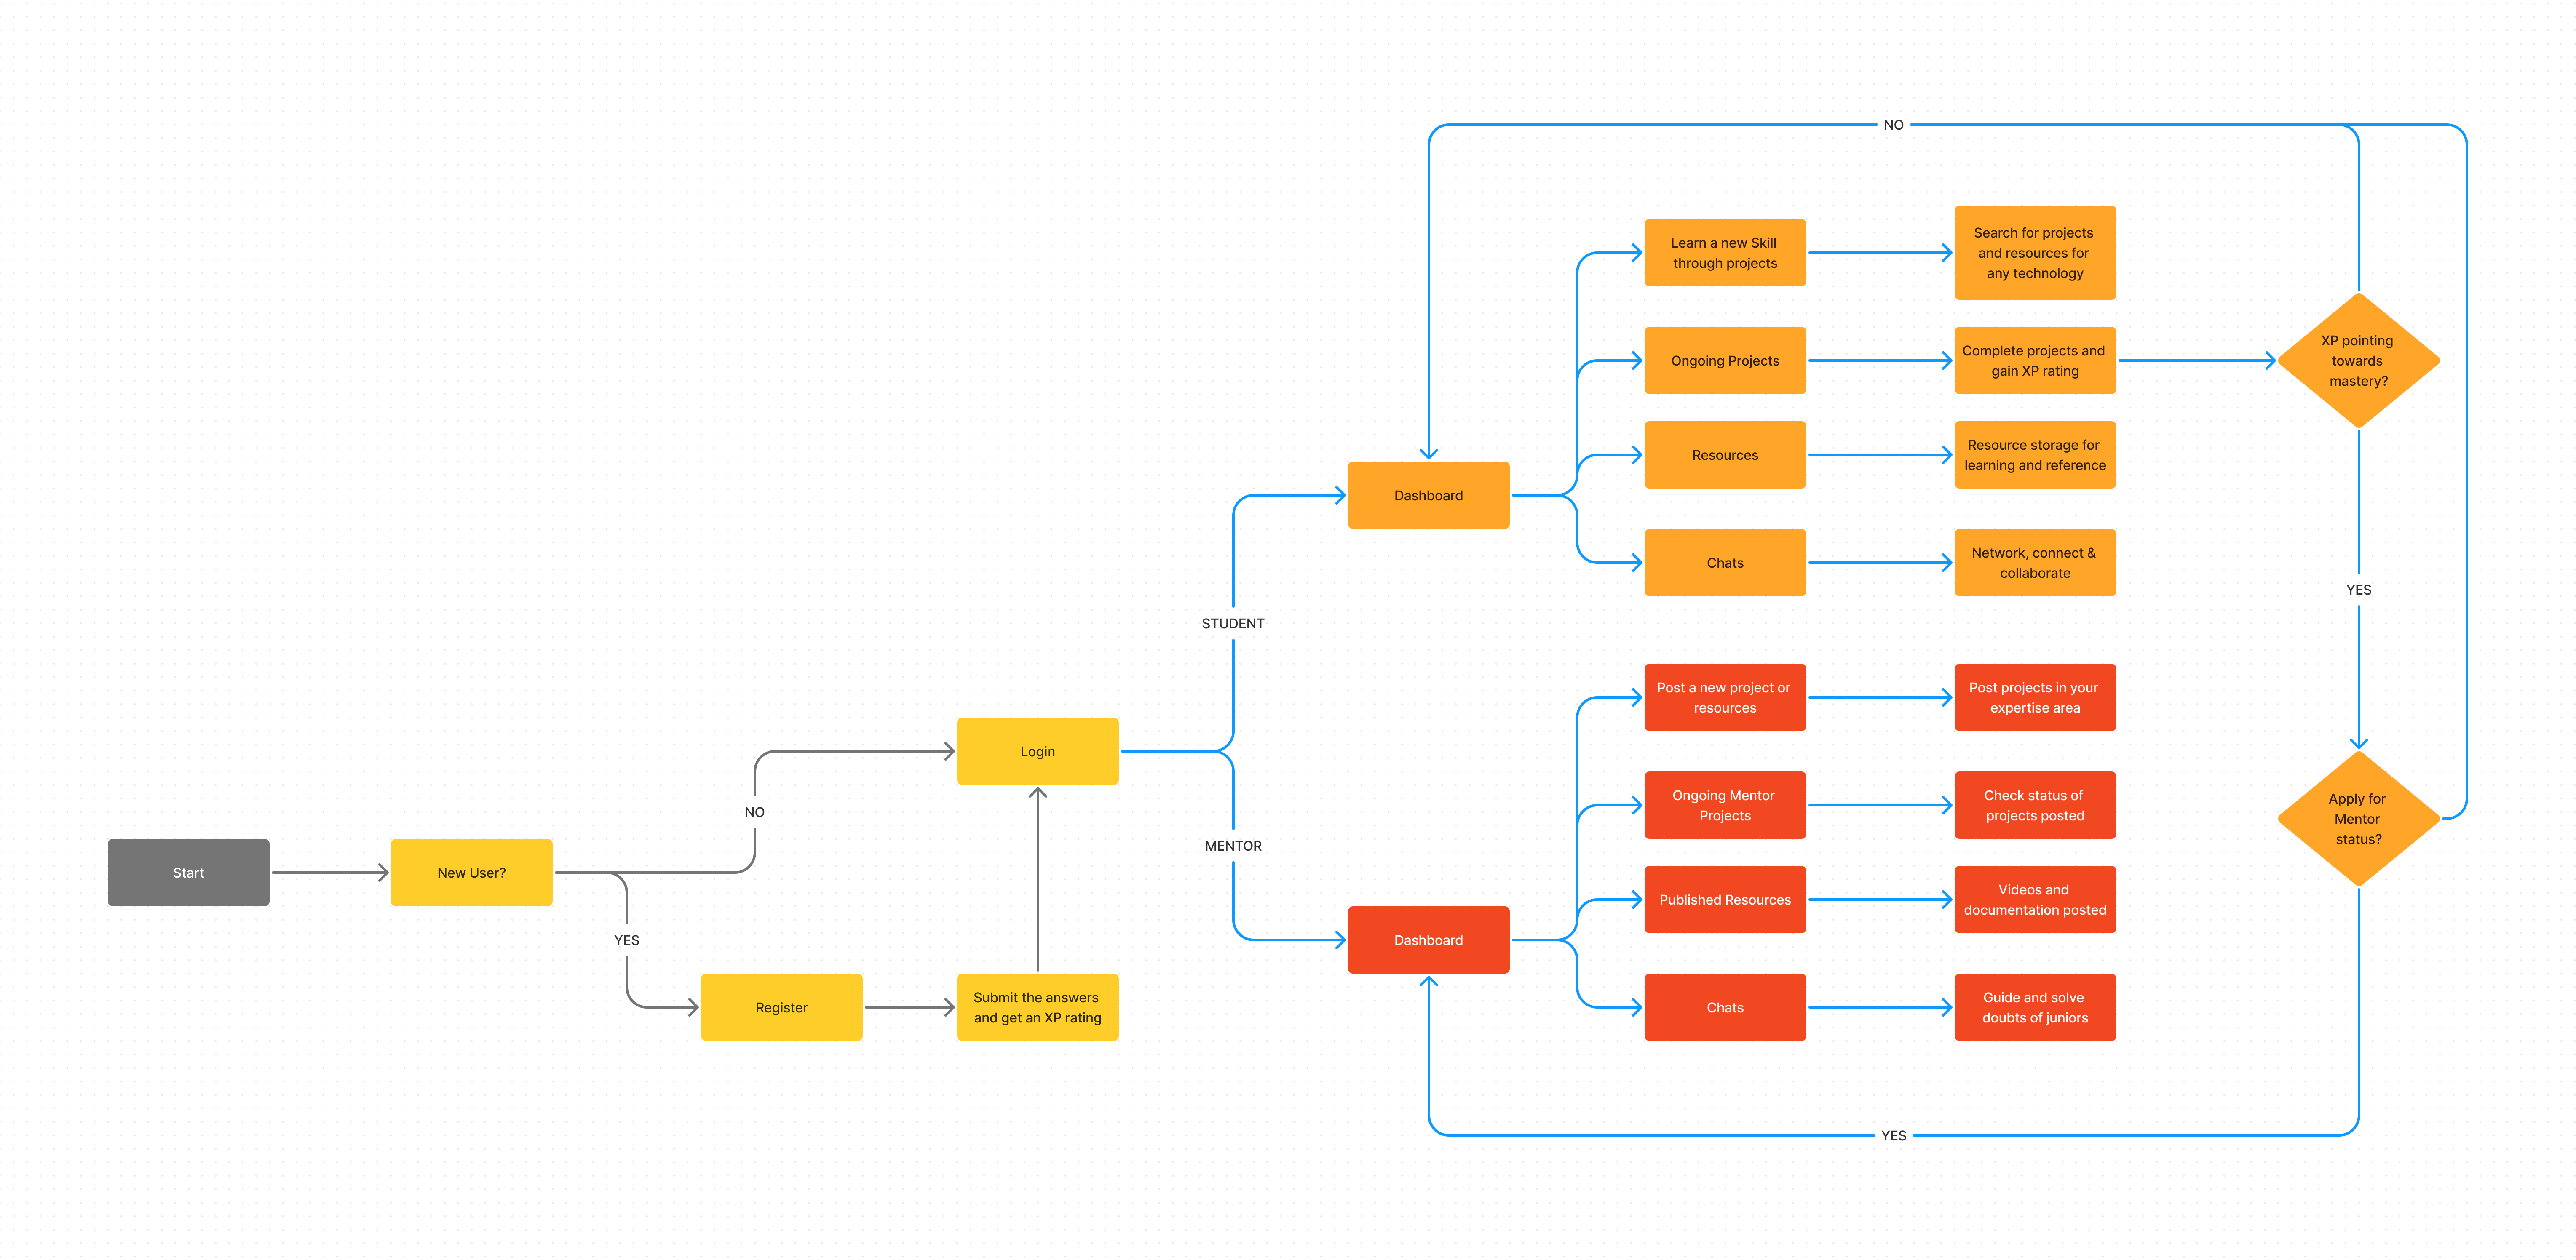 NO
Learn a new Skill
through projects
Search for projects
and resources for
any technology
Ongoing Projects
Complete projects and
gain XP rating
XP pointing
towards
mastery?
Resources
Resource storage for
learning and reference
Dashboard
Chats
Network, connect &
collaborate
YES
STUDENT
Post a new project or
resources
Post projects in your
expertise area
Login
Ongoing Mentor
Projects
Check status of
projects posted
Apply for
Mentor
status?
NO
MENTOR
Start
New User?
Published Resources
Videos and
documentation posted
YES
Dashboard
Register
Submit the answers
and get an XP rating
Chats
Guide and solve
doubts of juniors
YES